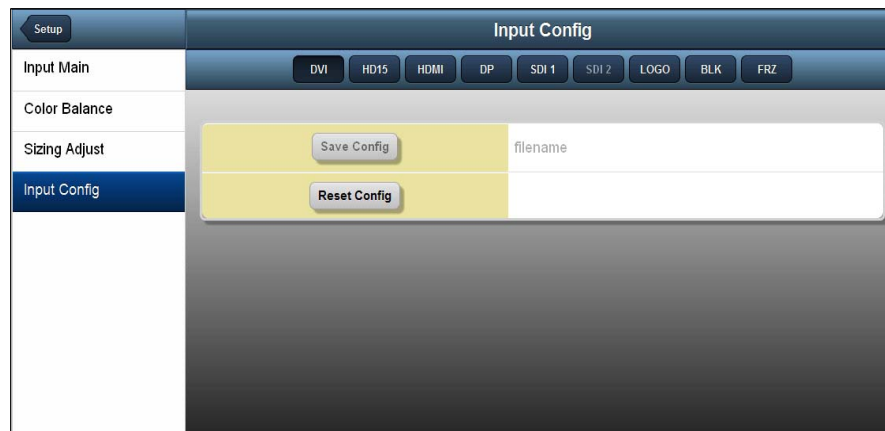 Setup
Input Config
Input Main
DVI HD15 HDMI DP SDI 1 SDI 2 LOGO BLK FRZ
Color Balance
Sizing Adjust
Save Config filename
Input Config
Reset Config